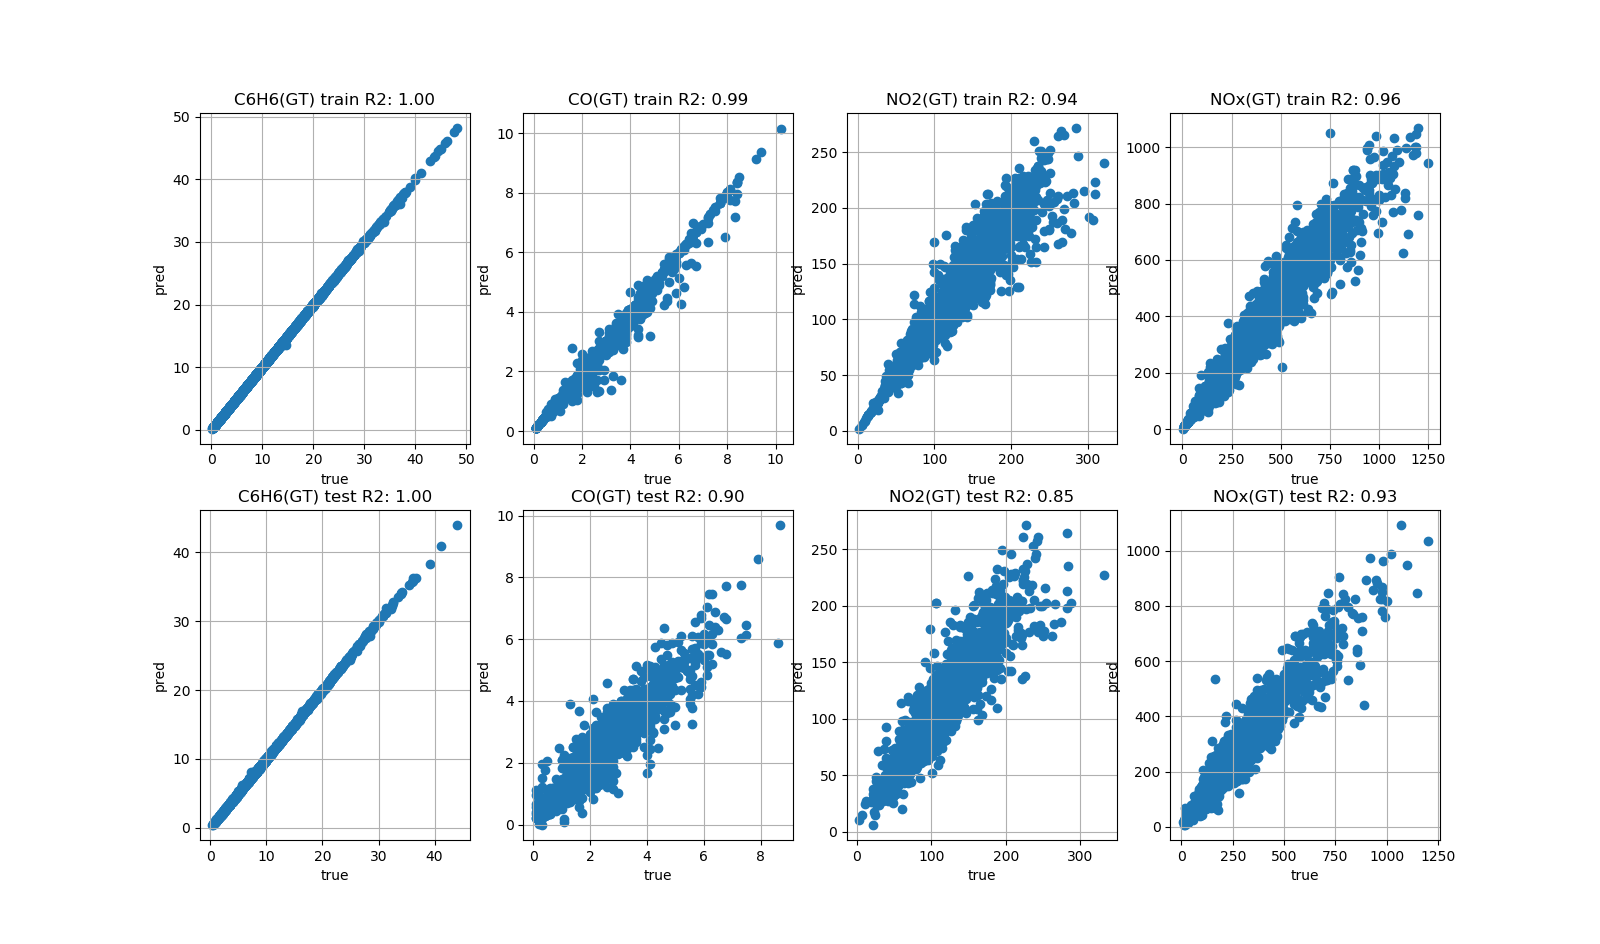 C6H6(GT) train R2: 1.00
50
40
30
20
10
0
pred
0 10 20 30 40 50
true
CO(GT) train R2: 0.99
10
8
6
4
2
0
pred
0 2 4 6 8 10
true
NO2(GT) train R2: 0.94
250
200
150
100
50
0
pred
0 100 200 300
true
NOx(GT) train R2: 0.96
1000
800
600
400
200
0
pred
0 250 500 750 1000 1250
true
C6H6(GT) test R2: 1.00
40
30
20
10
0
pred
0 10 20 30 40
true
CO(GT) test R2: 0.90
10
8
6
4
2
0
pred
0 2 4 6 8
true
NO2(GT) test R2: 0.85
250
200
150
100
50
0
pred
0 100 200 300
true
NOx(GT) test R2: 0.93
1000
800
600
400
200
0
pred
0 250 500 750 1000 1250
true